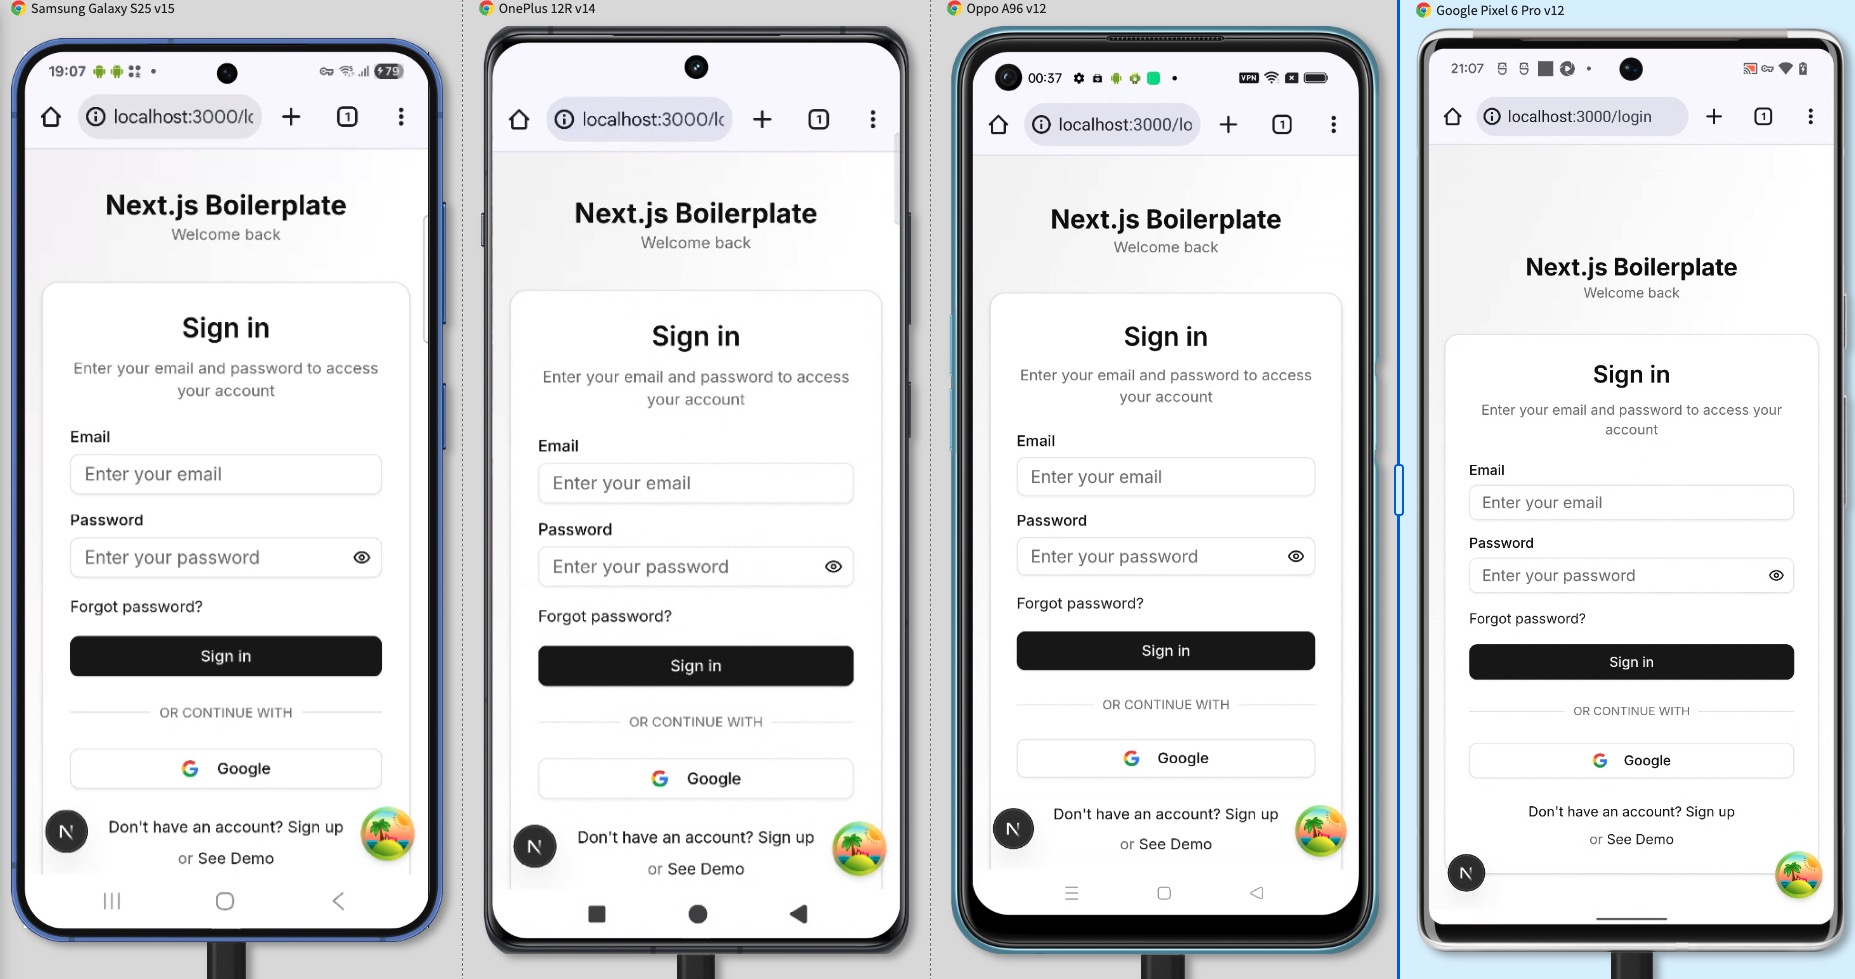 Samsung Galaxy S25 v15
19:07
79
localhost:3000/lo
1
Next.js Boilerplate
Welcome back
Sign in
Enter your email and password to access
your account
Email
Enter your email
Password
Enter your password
Forgot password?
Sign in
OR CONTINUE WITH
Google
N
Don't have an account? Sign up
or See Demo
OnePlus 12R v14
localhost:3000/lo
1
Next.js Boilerplate
Welcome back
Sign in
Enter your email and password to access
your account
Email
Enter your email
Password
Enter your password
Forgot password?
Sign in
OR CONTINUE WITH
Google
N
Don't have an account? Sign up
or See Demo
Oppo A96 v12
00:37
VPN
localhost:3000/lo
1
Next.js Boilerplate
Welcome back
Sign in
Enter your email and password to access
your account
Email
Enter your email
Password
Enter your password
Forgot password?
Sign in
OR CONTINUE WITH
Google
N
Don't have an account? Sign up
or See Demo
Google Pixel 6 Pro v12
21:07
localhost:3000/login
1
Next.js Boilerplate
Welcome back
Sign in
Enter your email and password to access your
account
Email
Enter your email
Password
Enter your password
Forgot password?
Sign in
OR CONTINUE WITH
Google
Don't have an account? Sign up
or See Demo
N